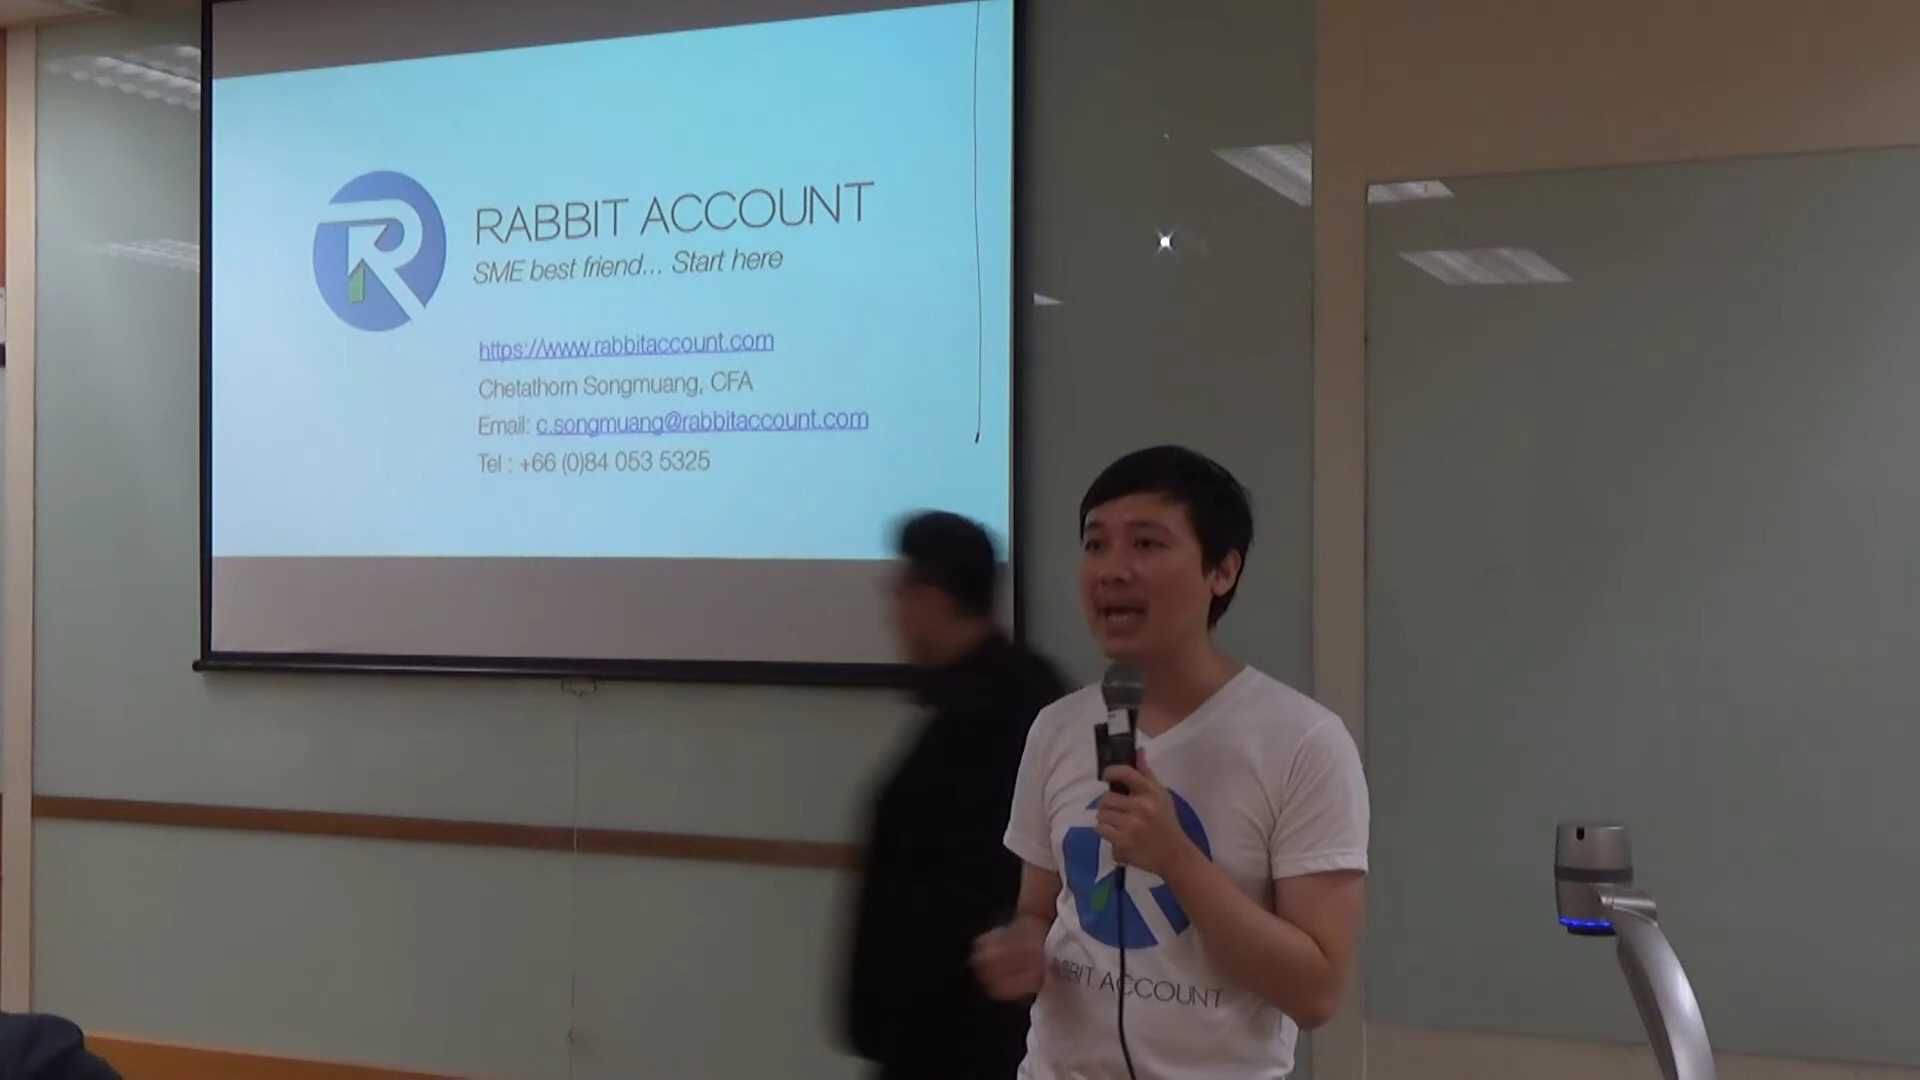 RABBIT ACCOUNT
SME best friend... Start here
https://www.rabbitaccount.com
Chetathorn Songmuang, CFA
Email: c.songmuang@rabbitaccount.com
Tel : +66 (0)84 053 5325
R
ACCOUNT